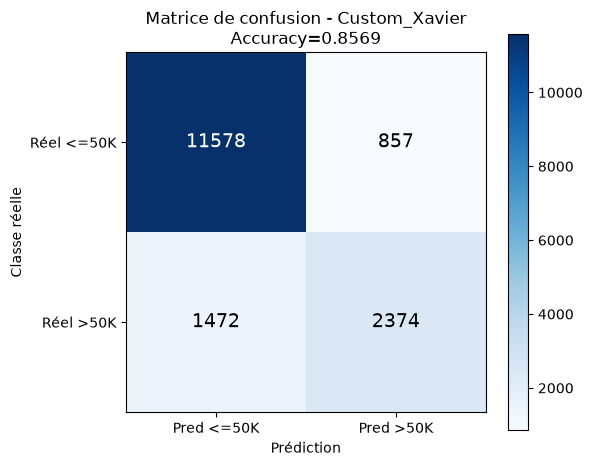 Matrice de confusion - Custom_Xavier
Accuracy=0.8569
Réel <=50K
11578
857
Réel >50K
1472
2374
Pred <=50K
Pred >50K
Prédiction
Classe réelle
10000
8000
6000
4000
2000